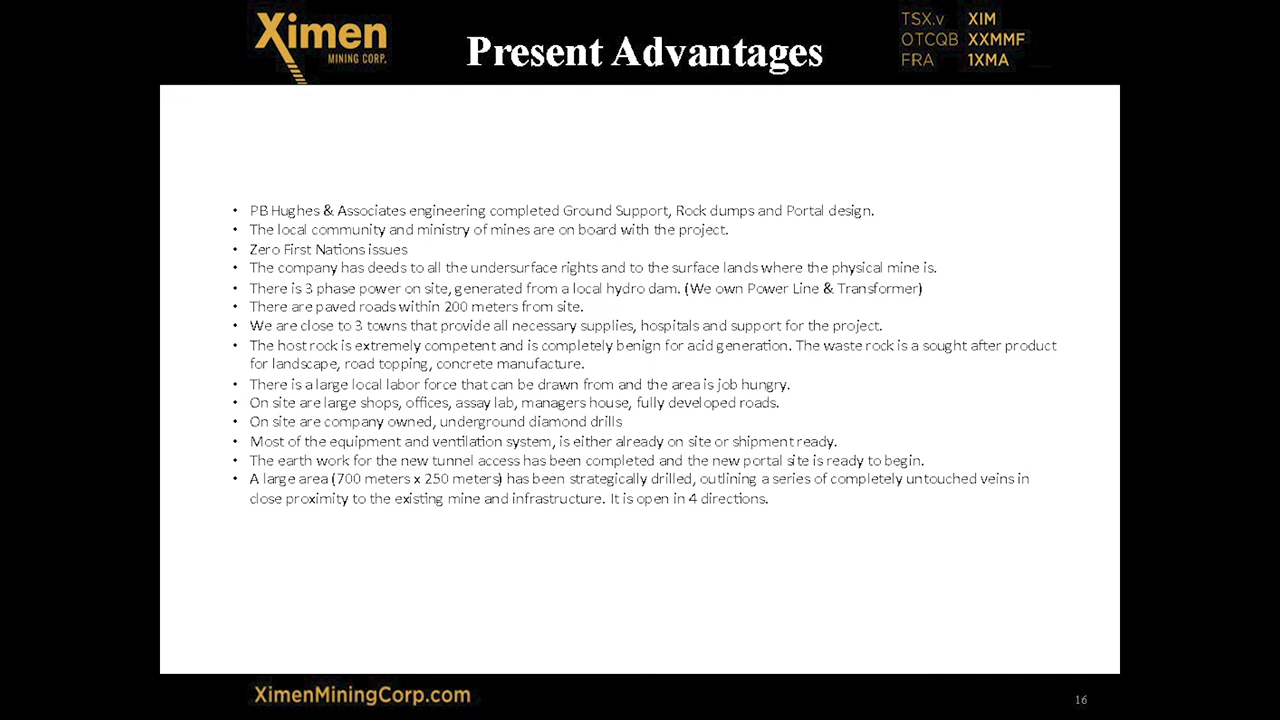 Ximen
MINING CORP.
Present Advantages
TSX.v XIM
OTCQB XXMMF
FRA 1XMA
• PB Hughes & Associates engineering completed Ground Support, Rock dumps and Portal design.
• The local community and ministry of mines are on board with the project.
• Zero First Nations issues
• The company has deeds to all the undersurface rights and to the surface lands where the physical mine is.
• There is 3 phase power on site, generated from a local hydro dam. (We own Power Line & Transformer)
• There are paved roads within 200 meters from site.
• We are close to 3 towns that provide all necessary supplies, hospitals and support for the project.
• The host rock is extremely competent and is completely benign for acid generation. The waste rock is a sought after product
for landscape, road topping, concrete manufacture.
• There is a large local labor force that can be drawn from and the area is job hungry.
• On site are large shops, offices, assay lab, managers house, fully developed roads.
• On site are company owned, underground diamond drills
• Most of the equipment and ventilation system, is either already on site or shipment ready.
• The earth work for the new tunnel access has been completed and the new portal site is ready to begin.
• A large area (700 meters x 250 meters) has been strategically drilled, outlining a series of completely untouched veins in
close proximity to the existing mine and infrastructure. It is open in 4 directions.
XimenMiningCorp.com
16